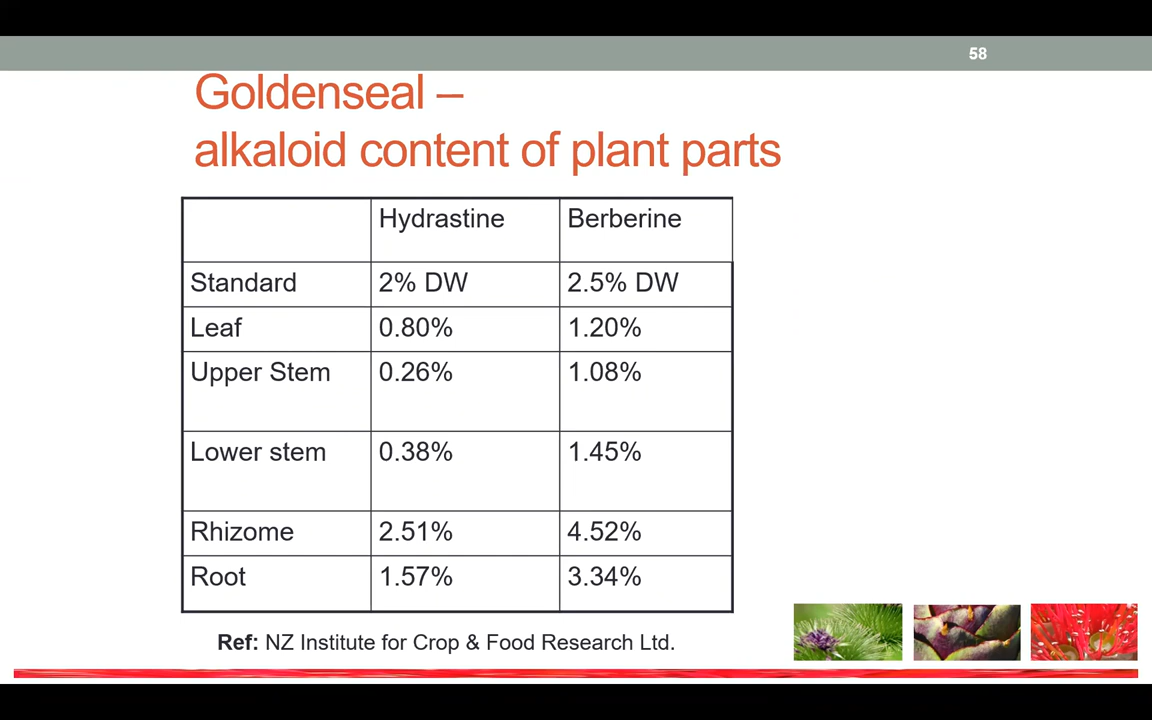 58
Goldenseal –
alkaloid content of plant parts
Hydrastine Berberine
Standard 2% DW 2.5% DW
Leaf 0.80% 1.20%
Upper Stem 0.26% 1.08%
Lower stem 0.38% 1.45%
Rhizome 2.51% 4.52%
Root 1.57% 3.34%
Ref: NZ Institute for Crop & Food Research Ltd.